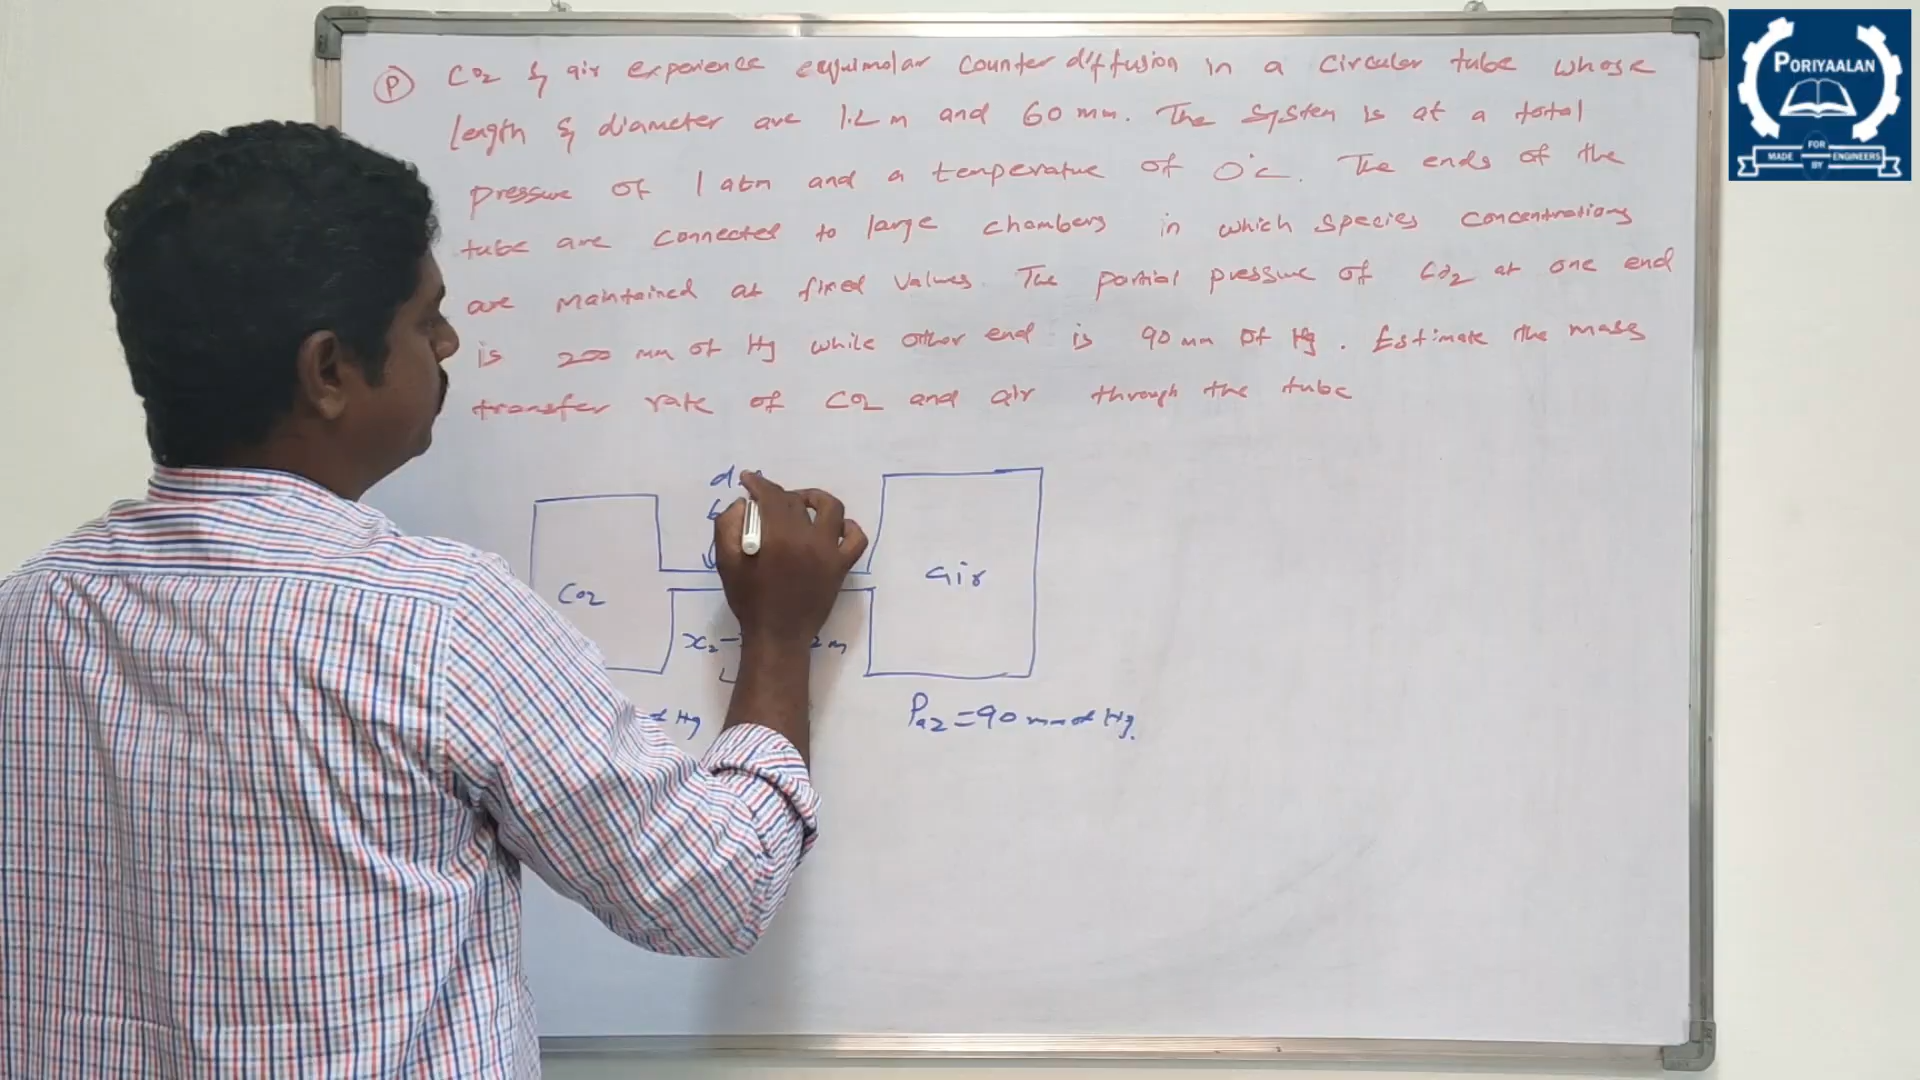 P CO2 & air experience equimolar counter diffusion in a circular tube whose
length & diameter are 1.2 m and 60 mm. The system is at a total
pressure of 1 atm and a temperature of 0°C. The ends of the
tube are connected to large chambers in which species concentrations
are maintained at fixed values. The partial pressure of CO2 at one end
is 200 mm of Hg while other end is 90 mm of Hg. Estimate the mass
transfer rate of CO2 and air through the tube
d
6
CO2
air
x2 - 2 m
of Hg
Pa2 = 90 mm of Hg.
PORIYAALAN
MADE FOR BY ENGINEERS